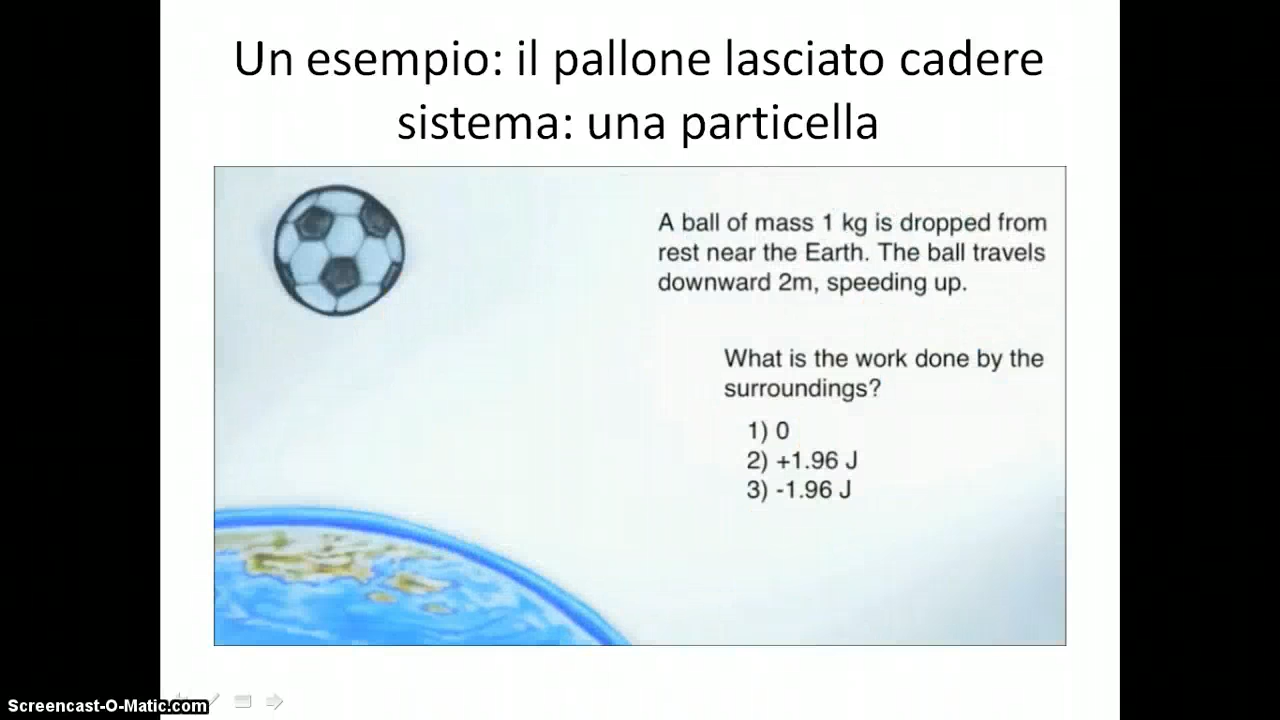 Un esempio: il pallone lasciato cadere
sistema: una particella
A ball of mass 1 kg is dropped from
rest near the Earth. The ball travels
downward 2m, speeding up.
What is the work done by the
surroundings?
1) 0
2) +1.96 J
3) -1.96 J
Screencast-O-Matic.com